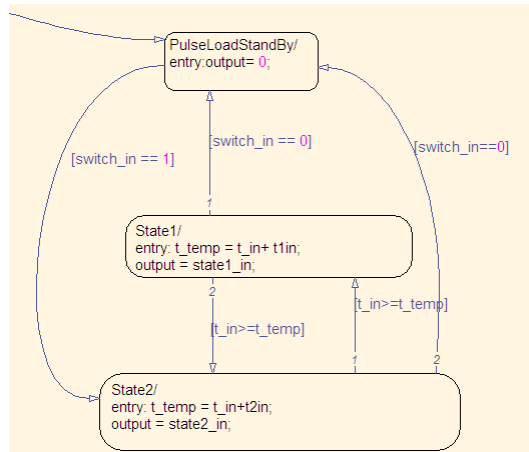 PulseLoadStandBy/
entry:output= 0;
[switch_in == 1]
[switch_in == 0]
[switch_in==0]
1
State1/
entry: t_temp = t_in+ t1in;
output = state1_in;
2
[t_in>=t_temp]
[t_in>=t_temp]
1
2
State2/
entry: t_temp = t_in+t2in;
output = state2_in;